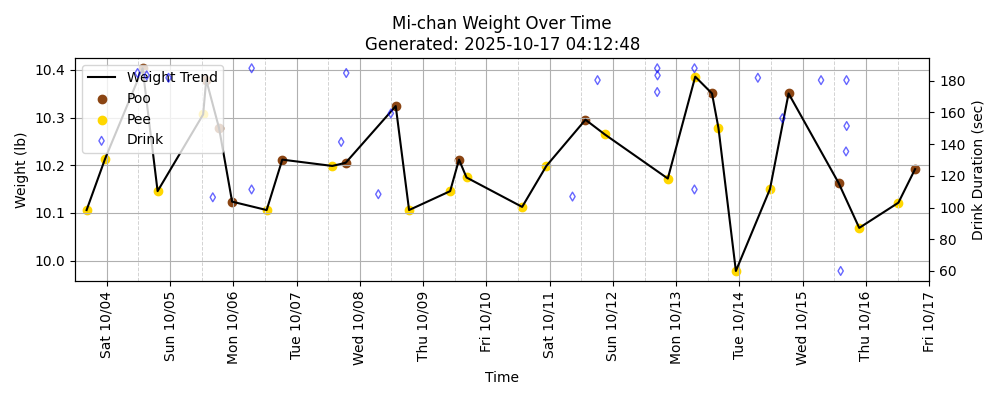 Mi-chan Weight Over Time
Generated: 2025-10-17 04:12:48
Weight Trend
Poo
Pee
Drink
10.4
10.3
10.2
10.1
10.0
Weight (lb)
180
160
140
120
100
80
60
Drink Duration (sec)
Sat 10/04
Sun 10/05
Mon 10/06
Tue 10/07
Wed 10/08
Thu 10/09
Fri 10/10
Sat 10/11
Sun 10/12
Mon 10/13
Tue 10/14
Wed 10/15
Thu 10/16
Fri 10/17
Time